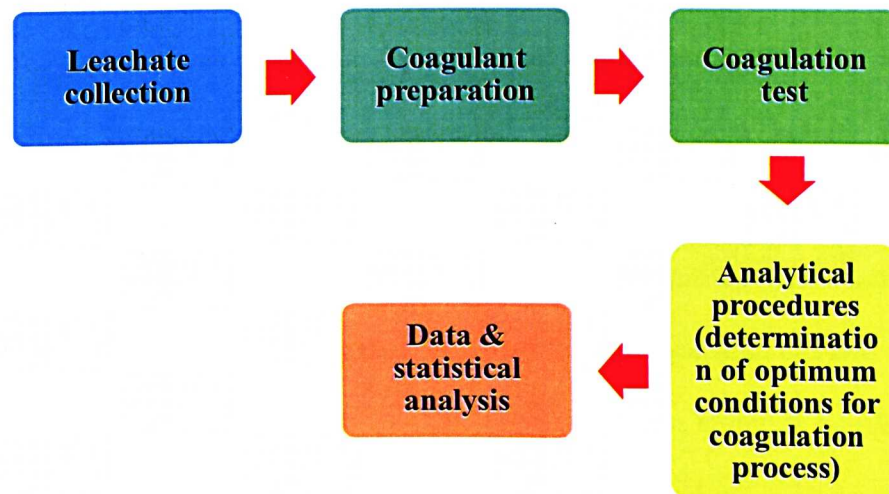 Leachate
collection
Coagulant
preparation
Coagulation
test
Analytical
procedures
(determinatio
n of optimum
conditions for
coagulation
process)
Data &
statistical
analysis